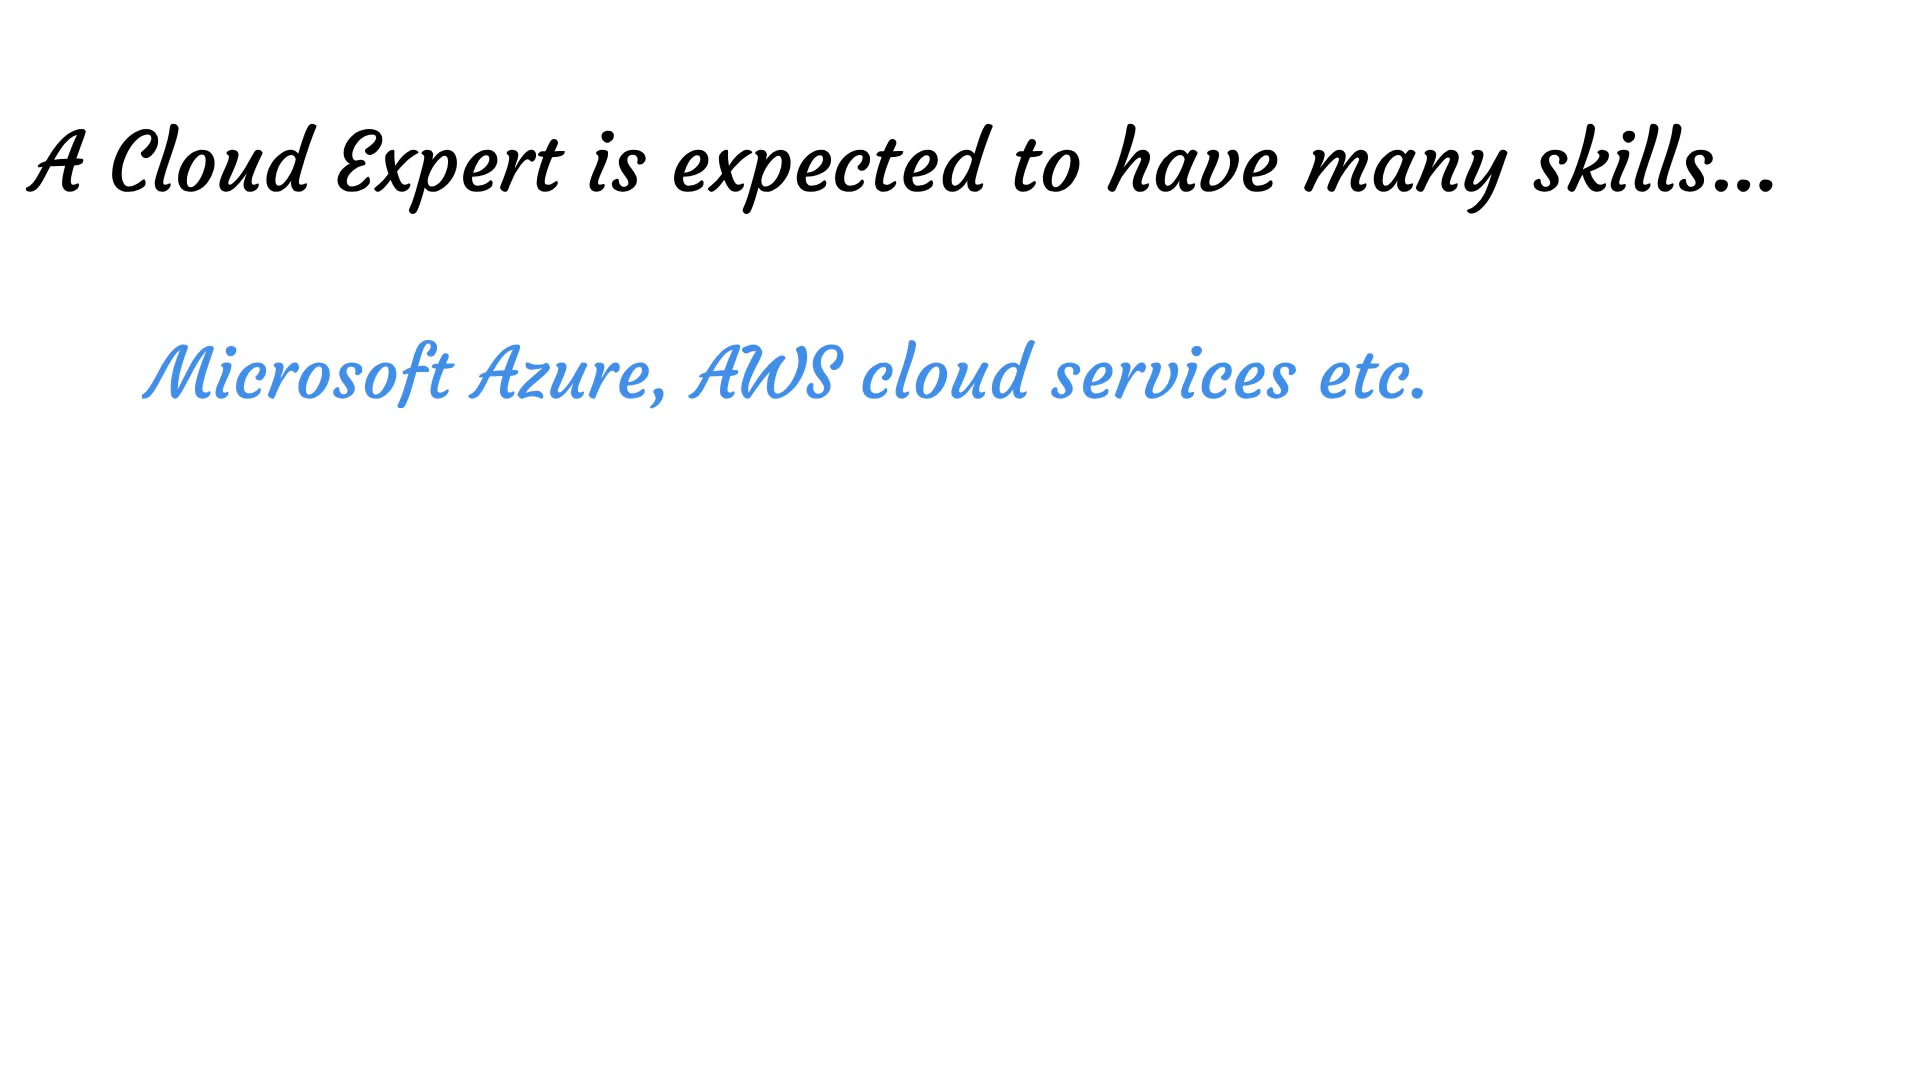 A Cloud Expert is expected to have many skills...
Microsoft Azure, AWS cloud services etc.